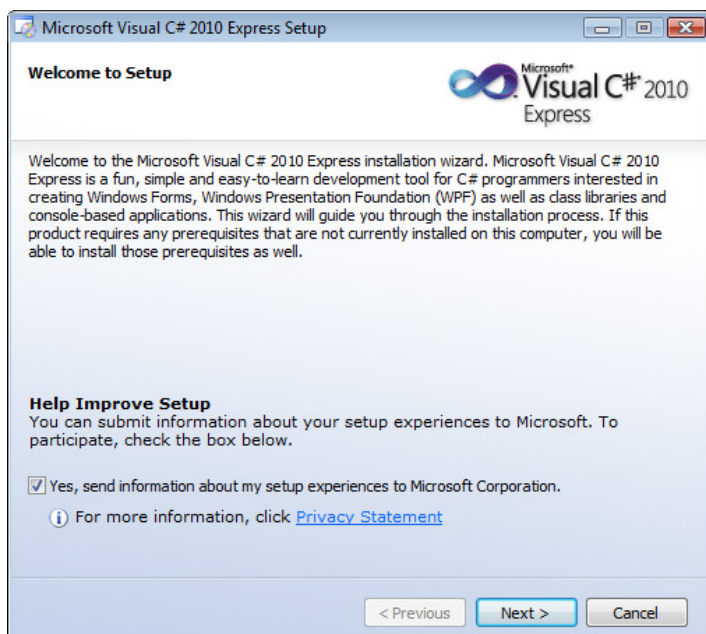 Microsoft Visual C# 2010 Express Setup
Welcome to Setup
Microsoft®
Visual C#® 2010
Express
Welcome to the Microsoft Visual C# 2010 Express installation wizard. Microsoft Visual C# 2010
Express is a fun, simple and easy-to-learn development tool for C# programmers interested in
creating Windows Forms, Windows Presentation Foundation (WPF) as well as class libraries and
console-based applications. This wizard will guide you through the installation process. If this
product requires any prerequisites that are not currently installed on this computer, you will be
able to install those prerequisites as well.
Help Improve Setup
You can submit information about your setup experiences to Microsoft. To
participate, check the box below.
Yes, send information about my setup experiences to Microsoft Corporation.
For more information, click Privacy Statement
< Previous
Next >
Cancel